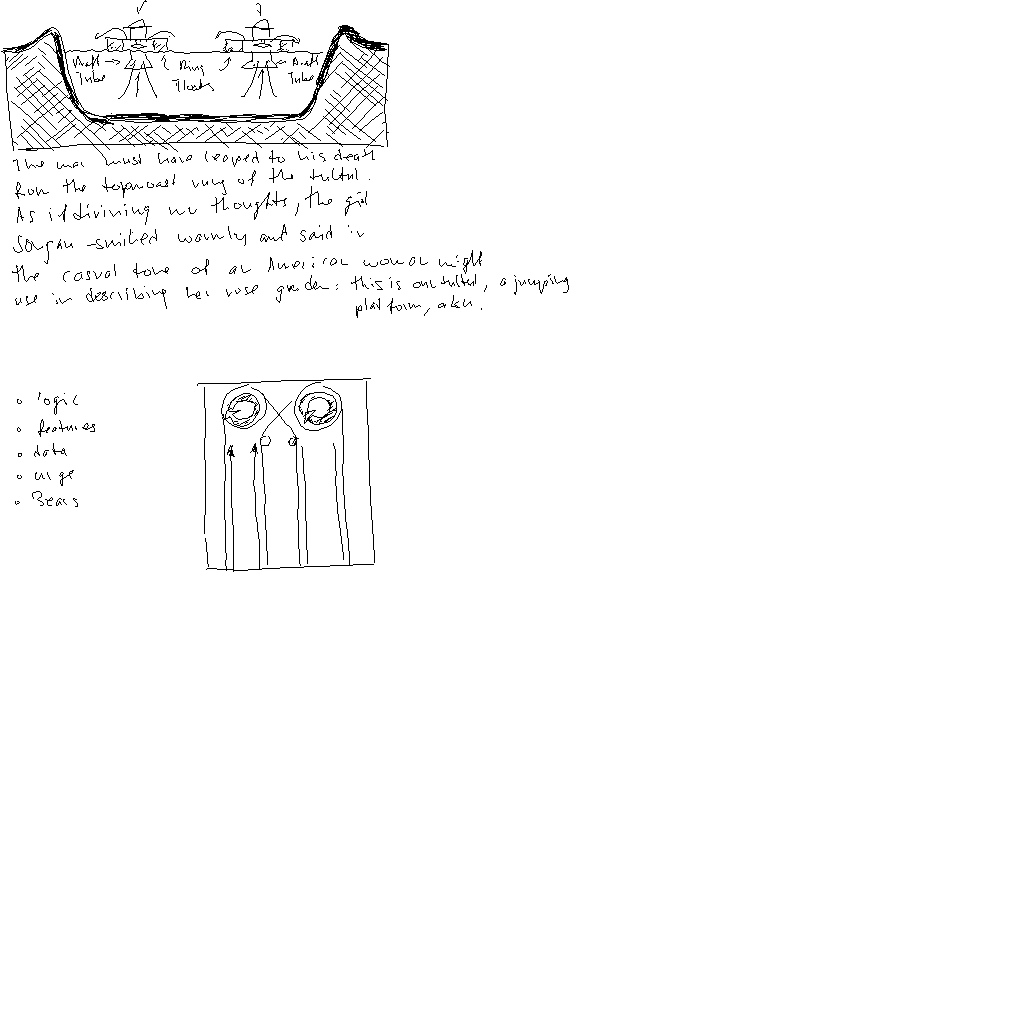 Draft Tube
Ring Floats
Draft Tube
The man must have leaped to his death
from the topmost rung of the tultul.
As if divining my thoughts, the girl
Songan smiled warmly and said in
the casual tone of an American woman might
use in describing her rose garden: this is our tultul, a jumping
platform,
logic
features
data
urge
Bears